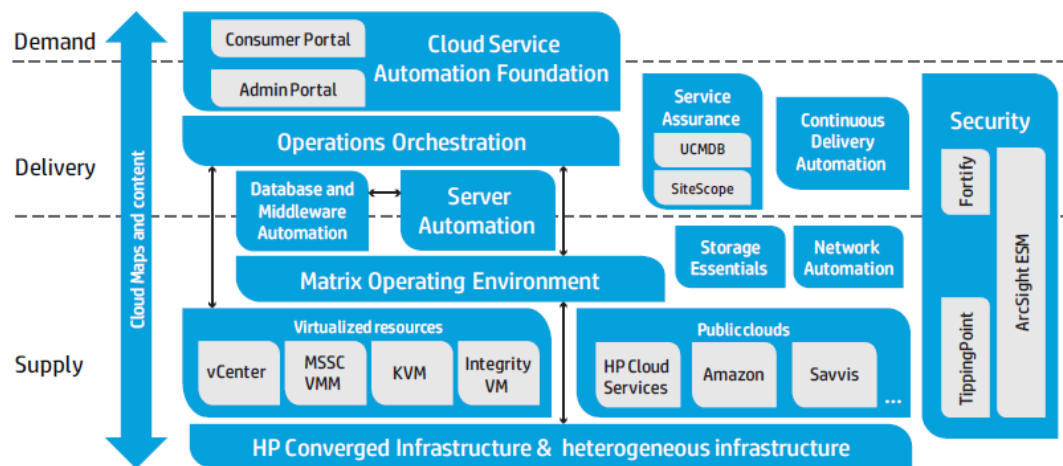 Demand
Consumer Portal
Admin Portal
Cloud Service
Automation Foundation
Cloud Maps and content
Delivery
Operations Orchestration
Service
Assurance
UCMDB
SiteScope
Continuous
Delivery
Automation
Security
Fortify
ArcSight ESM
TippingPoint
Database and
Middleware
Automation
Server
Automation
Storage
Essentials
Network
Automation
Matrix Operating Environment
Supply
Virtualized resources
vCenter
MSSC
VMM
KVM
Integrity
VM
Public clouds
HP Cloud
Services
Amazon
Savvis
...
HP Converged Infrastructure & heterogeneous infrastructure